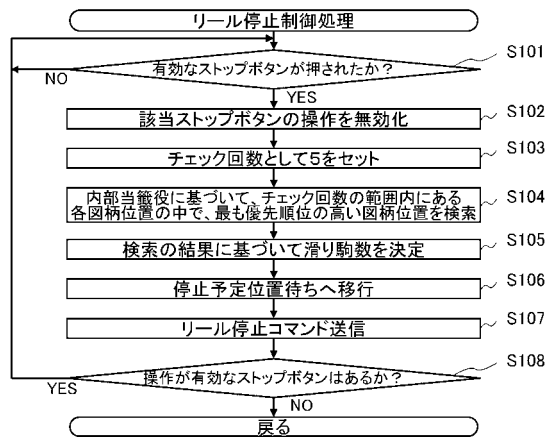 リール停止制御処理
有効なストップボタンが押されたか？
S101
NO
YES
該当ストップボタンの操作を無効化
S102
チェック回数として5をセット
S103
内部当籤役に基づいて、チェック回数の範囲内にある
各図柄位置の中で、最も優先順位の高い図柄位置を検索
S104
検索の結果に基づいて滑り駒数を決定
S105
停止予定位置待ちへ移行
S106
リール停止コマンド送信
S107
操作が有効なストップボタンはあるか？
S108
YES
NO
戻る